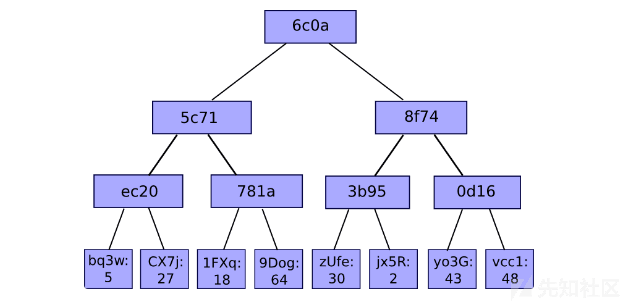 6c0a
5c71
8f74
ec20
781a
3b95
0d16
bq3w:
5
CX7j:
27
1FXq:
18
9Dog:
64
zUfe:
30
jx5R:
2
yo3G:
43
vcc1:
48
先知社区